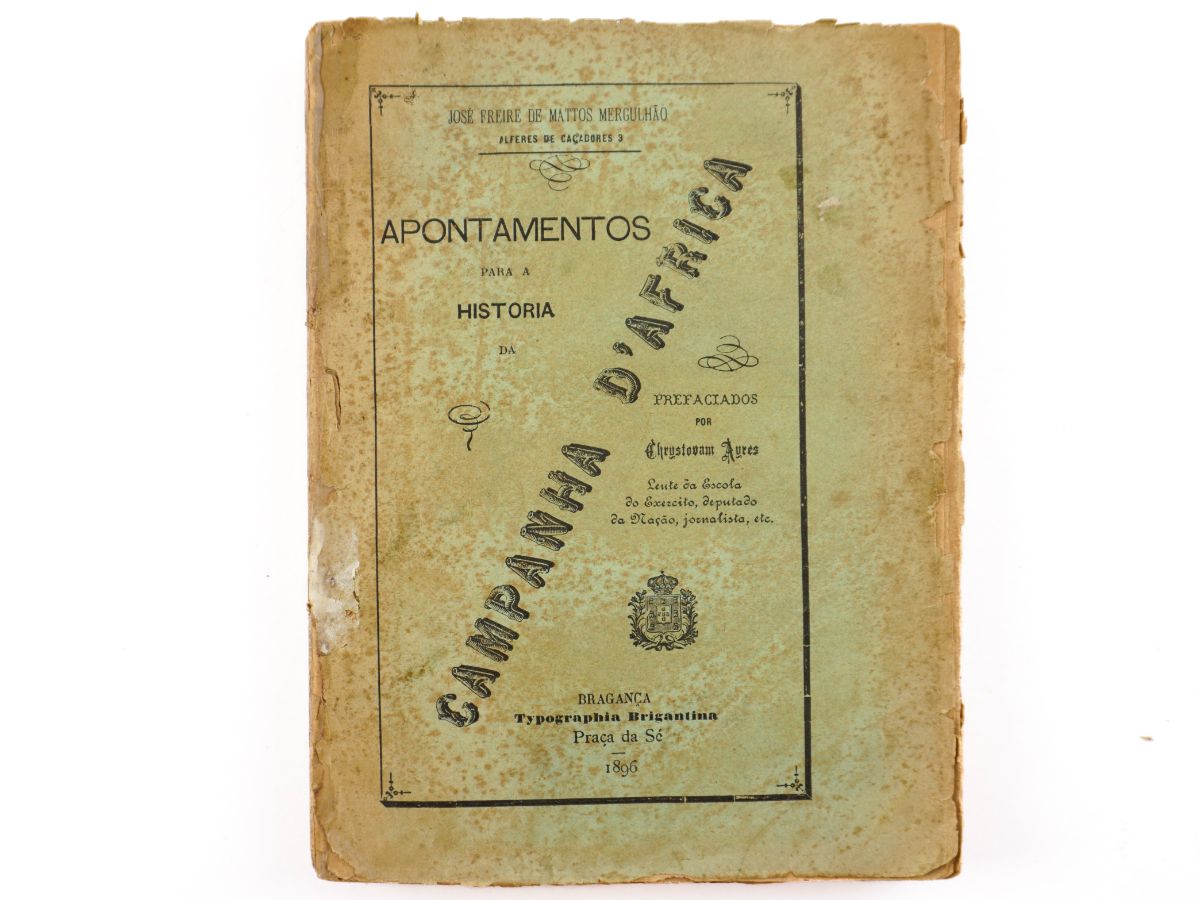 JOSÉ FREIRE DE MATTOS MERGULHÃO
ALFERES DE CAÇADORES 3
APONTAMENTOS
PARA A
HISTORIA
DA
CAMPANHA D'AFRICA
PREFACIADOS
POR
Chrystovam Ayres
Lente da Escola
do Exercito, deputado
da Nação, jornalista, etc.
BRAGANÇA
Typographia Brigantina
Praça da Sé
1896